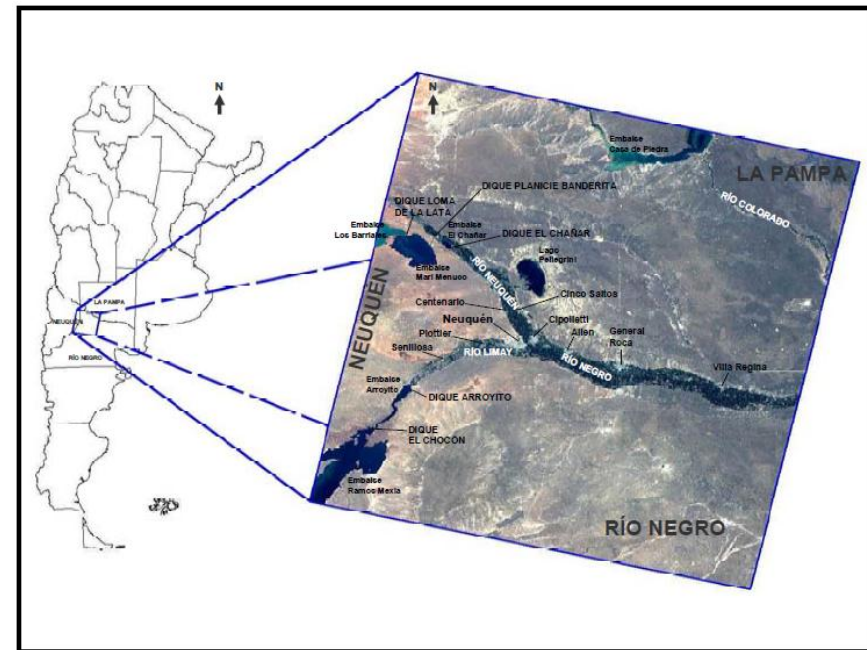 N
LA PAMPA
NEUQUÉN
RÍO NEGRO
N
Embalse
Casa de Piedra
LA PAMPA
RÍO COLORADO
DIQUE PLANICIE BANDERITA
DIQUE LOMA
DE LA LATA
Embalse
Los Barriales
Embalse
El Chañar
DIQUE EL CHAÑAR
Embalse
Mari Menuco
Lago
Pellegrini
RÍO NEUQUÉN
NEUQUÉN
Centenario
Cinco Saltos
Neuquén
Cipolletti
Plottier
Allen
General
Roca
Senillosa
RÍO LIMAY
RÍO NEGRO
Villa Regina
Embalse
Arroyito
DIQUE ARROYITO
DIQUE
EL CHOCÓN
Embalse
Ramos Mexía
RÍO NEGRO